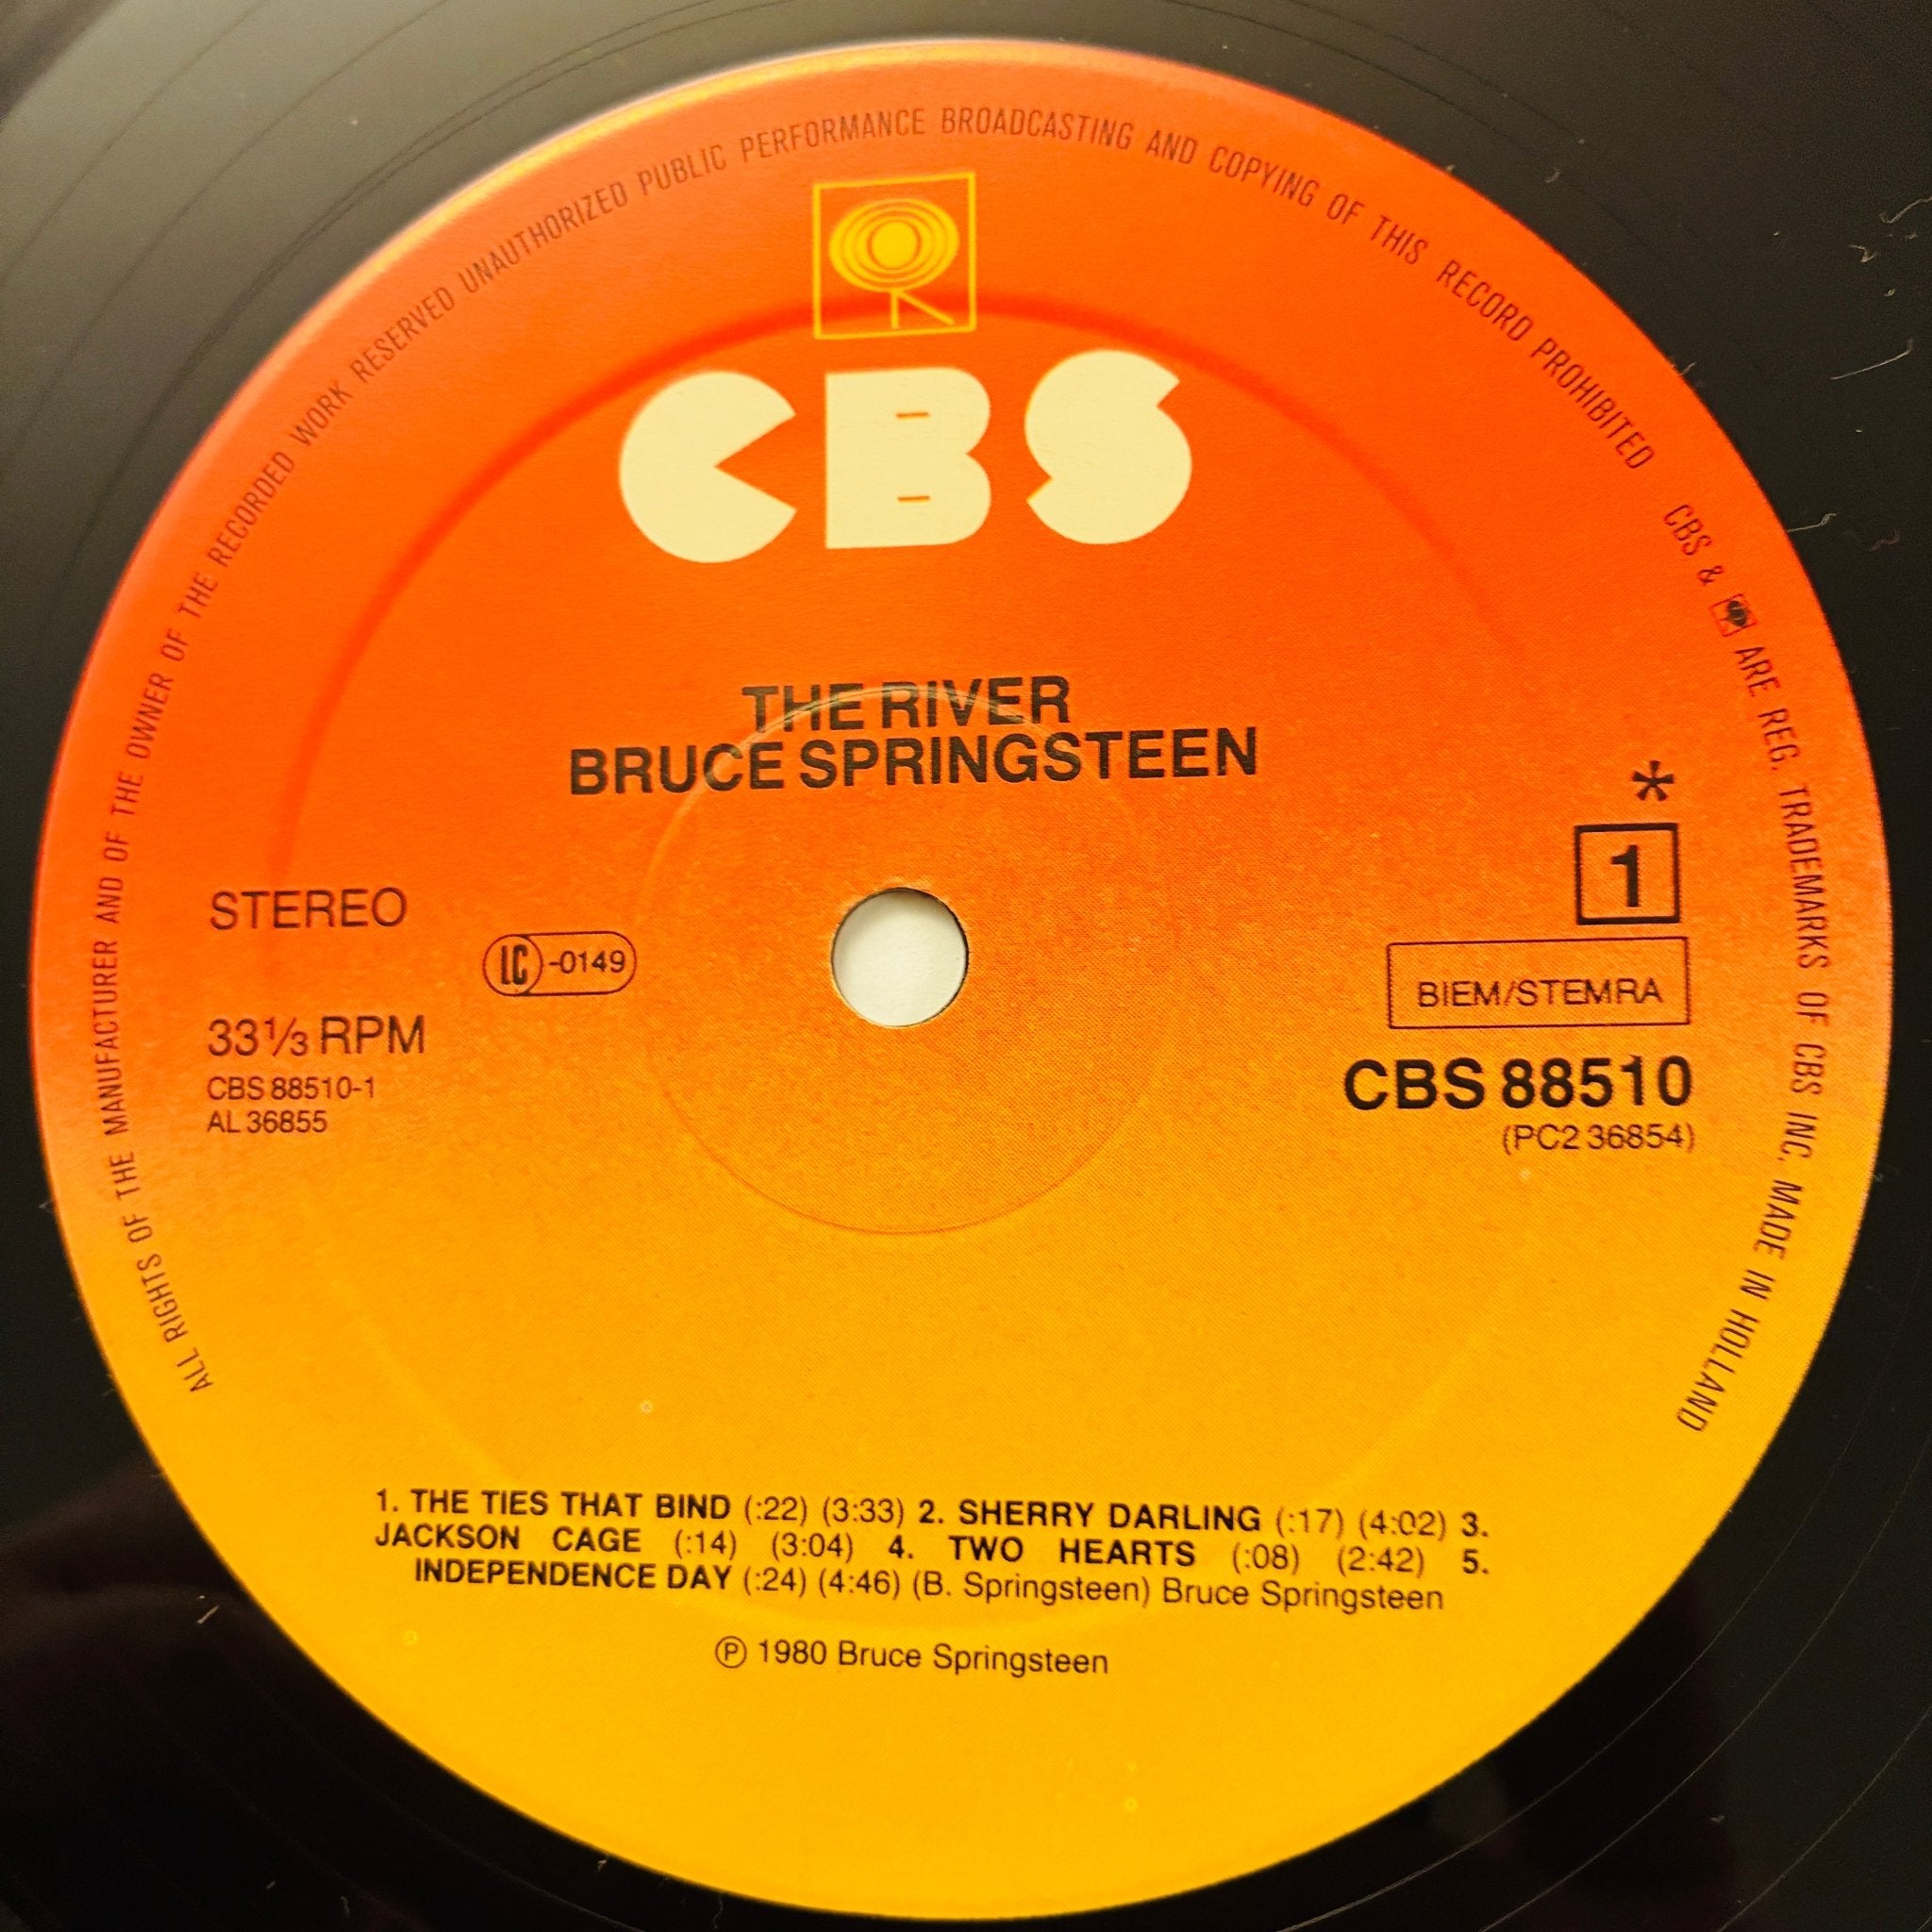 ALL RIGHTS OF THE MANUFACTURER AND OF THE OWNER OF THE RECORDED WORK RESERVED UNAUTHORIZED PUBLIC PERFORMANCE BROADCASTING AND COPYING OF THIS RECORD PROHIBITED CBS & ARE REG. TRADEMARKS OF CBS INC. MADE IN HOLLAND
CBS
THE RIVER
BRUCE SPRINGSTEEN
*
1
STEREO
LC-0149
BIEM/STEMRA
33⅓ RPM
CBS 88510-1
AL 36855
CBS 88510
(PC2 36854)
1. THE TIES THAT BIND (:22) (3:33) 2. SHERRY DARLING (:17) (4:02) 3.
JACKSON CAGE (:14) (3:04) 4. TWO HEARTS (:08) (2:42) 5.
INDEPENDENCE DAY (:24) (4:46) (B. Springsteen) Bruce Springsteen
Ⓟ 1980 Bruce Springsteen